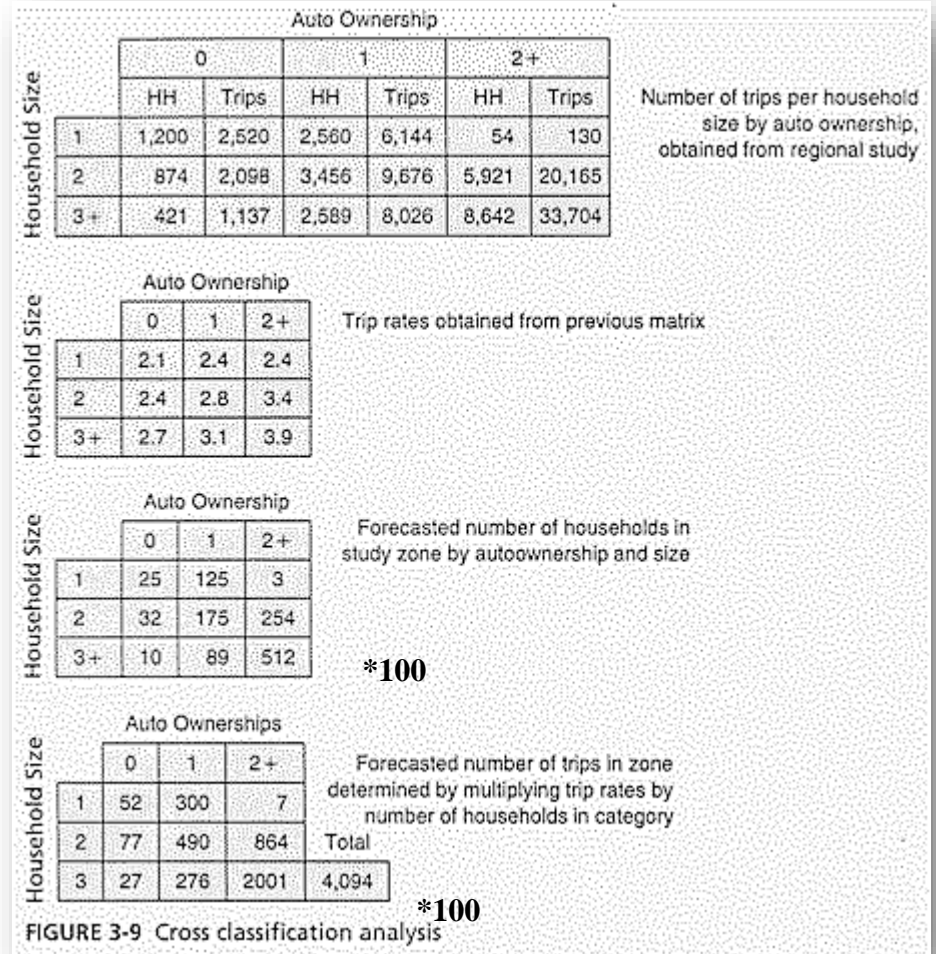 Auto Ownership
0 1 2+
HH Trips HH Trips HH Trips
Household Size
1 1,200 2,520 2,560 6,144 54 130
2 874 2,098 3,456 9,676 5,921 20,165
3+ 421 1,137 2,589 8,026 8,642 33,704
Number of trips per household
size by auto ownership,
obtained from regional study
Auto Ownership
0 1 2+
Household Size
1 2.1 2.4 2.4
2 2.4 2.8 3.4
3+ 2.7 3.1 3.9
Trip rates obtained from previous matrix
Auto Ownership
0 1 2+
Household Size
1 25 125 3
2 32 175 254
3+ 10 89 512
Forecasted number of households in
study zone by autoownership and size
*100
Auto Ownerships
0 1 2+
Household Size
1 52 300 7
2 77 490 864 Total
3 27 276 2001 4,094
Forecasted number of trips in zone
determined by multiplying trip rates by
number of households in category
*100
FIGURE 3-9 Cross classification analysis